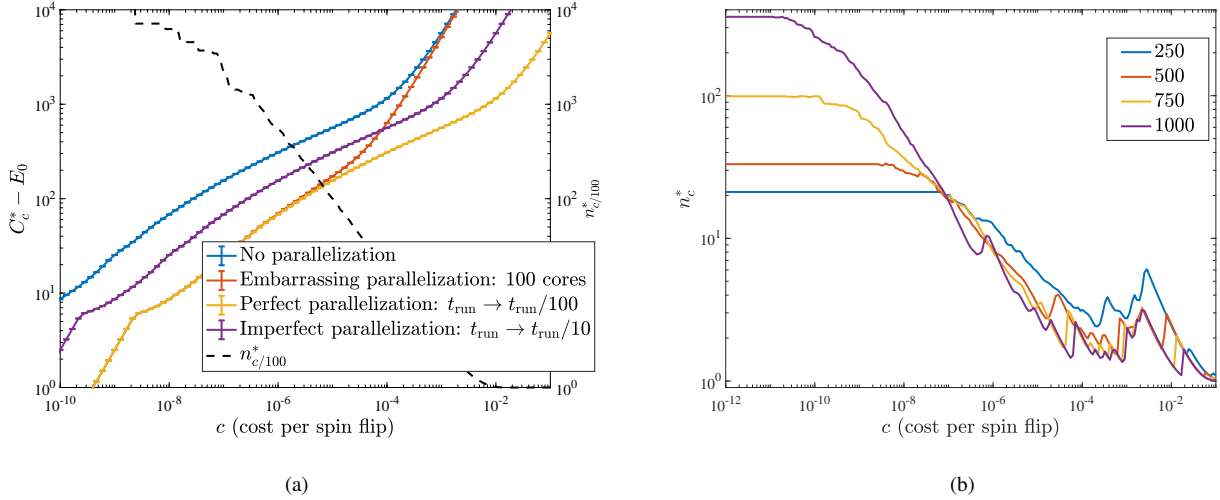 10^4
10^3
10^2
10^1
10^0
C_c^* − E_0
10^4
10^3
10^2
10^1
10^0
n^*_{c/100}
No parallelization
Embarrassing parallelization: 100 cores
Perfect parallelization: t_run → t_run/100
Imperfect parallelization: t_run → t_run/10
n^*_{c/100}
10^-10
10^-8
10^-6
10^-4
10^-2
c (cost per spin flip)
(a)
10^2
10^1
10^0
n_c^*
250
500
750
1000
10^-12
10^-10
10^-8
10^-6
10^-4
10^-2
c (cost per spin flip)
(b)